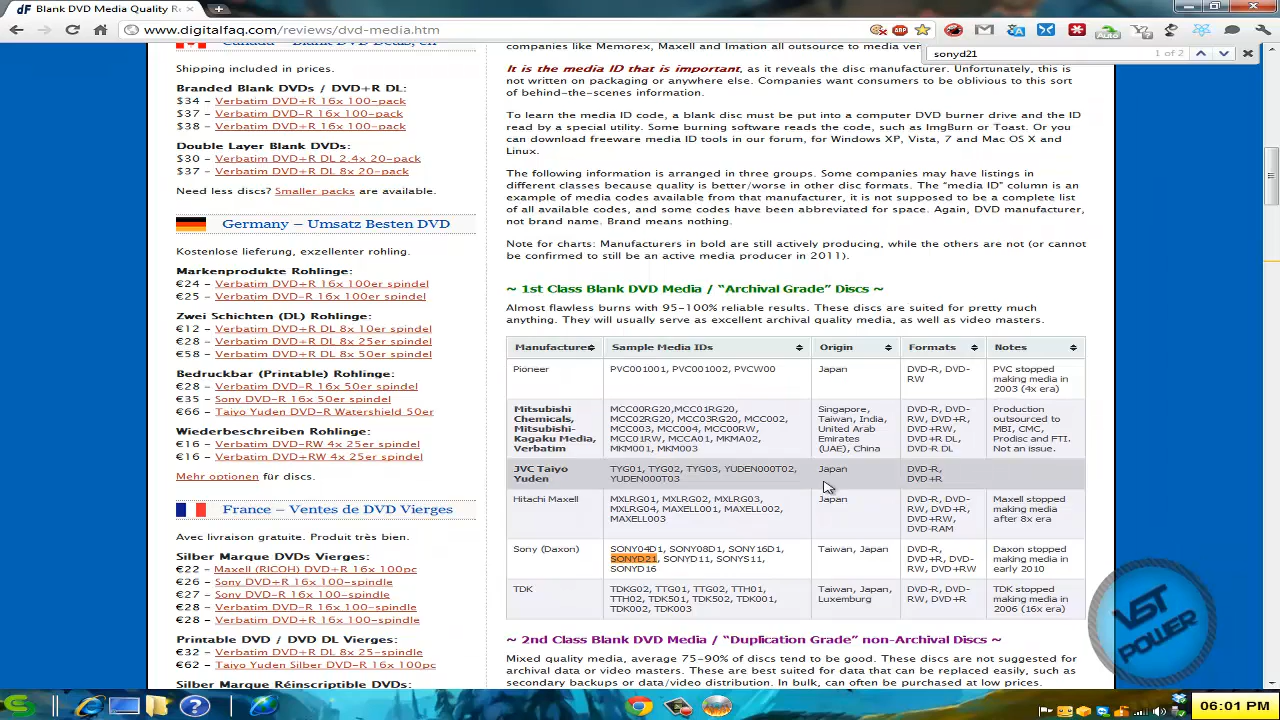 Blank DVD Media Quality R
www.digitalfaq.com/reviews/dvd-media.htm
sonyd21
1 of 2
Shipping included in prices.
Branded Blank DVDs / DVD+R DL:
$34 – Verbatim DVD+R 16x 100-pack
$37 – Verbatim DVD-R 16x 100-pack
$38 – Verbatim DVD+R 16x 100-pack
Double Layer Blank DVDs:
$30 – Verbatim DVD+R DL 2.4x 20-pack
$37 – Verbatim DVD+R DL 8x 20-pack
Need less discs? Smaller packs are available.
Germany – Umsatz Besten DVD
Kostenlose lieferung, exzellenter rohling.
Markenprodukte Rohlinge:
€24 – Verbatim DVD+R 16x 100er spindel
€25 – Verbatim DVD-R 16x 100er spindel
Zwei Schichten (DL) Rohlinge:
€12 – Verbatim DVD+R DL 8x 10er spindel
€28 – Verbatim DVD+R DL 8x 25er spindel
€58 – Verbatim DVD+R DL 8x 50er spindel
Bedruckbar (Printable) Rohlinge:
€28 – Verbatim DVD-R 16x 50er spindel
€35 – Sony DVD-R 16x 50er spindel
€66 – Taiyo Yuden DVD-R Watershield 50er
Wiederbeschreiben Rohlinge:
€16 – Verbatim DVD-RW 4x 25er spindel
€16 – Verbatim DVD+RW 4x 25er spindel
Mehr optionen für discs.
France – Ventes de DVD Vierges
Avec livraison gratuite. Produit très bien.
Silber Marque DVDs Vierges:
€22 – Maxell (RICOH) DVD+R 16x 100pc
€26 – Sony DVD+R 16x 100-spindle
€27 – Sony DVD-R 16x 100-spindle
€28 – Verbatim DVD-R 16x 100-spindle
€28 – Verbatim DVD+R 16x 100-spindle
Printable DVD / DVD DL Vierges:
€32 – Verbatim DVD+R DL 8x 25-spindle
€62 – Taiyo Yuden Silber DVD-R 16x 100pc
Silber Marque Réinscriptible DVDs:
companies like Memorex, Maxell and Imation all outsource to media
It is the media ID that is important, as it reveals the disc manufacturer. Unfortunately, this is
not written on packaging or anywhere else. Companies want consumers to be oblivious to this sort
of behind-the-scenes information.
To learn the media ID code, a blank disc must be put into a computer DVD burner drive and the ID
read by a special utility. Some burning software reads the code, such as ImgBurn or Toast. Or you
can download freeware media ID tools in our forum, for Windows XP, Vista, 7 and Mac OS X and
Linux.
The following information is arranged in three groups. Some companies may have listings in
different classes because quality is better/worse in other disc formats. The "media ID" column is an
example of media codes available from that manufacturer, it is not supposed to be a complete list
of all available codes, and some codes have been abbreviated for space. Again, DVD manufacturer,
not brand name. Brand means nothing.
Note for charts: Manufacturers in bold are still actively producing, while the others are not (or cannot
be confirmed to still be an active media producer in 2011).
~ 1st Class Blank DVD Media / "Archival Grade" Discs ~
Almost flawless burns with 95-100% reliable results. These discs are suited for pretty much
anything. They will usually serve as excellent archival quality media, as well as video masters.
Manufacturer Sample Media IDs Origin Formats Notes
Pioneer PVC001001, PVC001002, PVCW00 Japan DVD-R, DVD- PVC stopped
RW making media in
2003 (4x era)
Mitsubishi MCC00RG20,MCC01RG20, Singapore, DVD-R, DVD- Production
Chemicals, MCC02RG20, MCC03RG20, MCC002, Taiwan, India, RW, DVD+R, outsourced to
Mitsubishi- MCC003, MCC004, MCC00RW, United Arab DVD+RW, MBI, CMC,
Kagaku Media, MCC01RW, MCCA01, MKMA02, Emirates DVD+R DL, Prodisc and FTI.
Verbatim MKM001, MKM003 (UAE), China DVD-R DL Not an issue.
JVC Taiyo TYG01, TYG02, TYG03, YUDEN000T02, Japan DVD-R,
Yuden YUDEN000T03 DVD+R
Hitachi Maxell MXLRG01, MXLRG02, MXLRG03, Japan DVD-R, DVD- Maxell stopped
MXLRG04, MAXELL001, MAXELL002, RW, DVD+R, making media
MAXELL003 DVD+RW, after 8x era
DVD-RAM
Sony (Daxon) SONY04D1, SONY08D1, SONY16D1, Taiwan, Japan DVD-R, Daxon stopped
SONYD21, SONYD11, SONYS11, DVD+R, DVD- making media in
SONYD16 RW, DVD+RW early 2010
TDK TDKG02, TTG01, TTG02, TTH01, Taiwan, Japan, DVD-R, DVD- TDK stopped
TTH02, TDK501, TDK502, TDK001, Luxemburg RW, DVD+R making media in
TDK002, TDK003 2006 (16x era)
~ 2nd Class Blank DVD Media / "Duplication Grade" non-Archival Discs ~
Mixed quality media, average 75-90% of discs tend to be good. These discs are not suggested for
archival data or video masters. These are best suited for data that can be replaced easily, such as
secondary backups or data/video distribution. In bulk, can often be purchased at low prices.
VST
POWER
06:01 PM